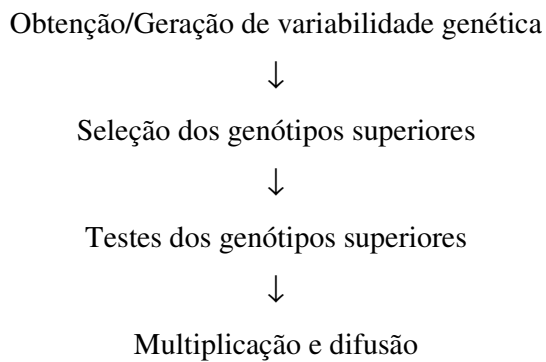 Obtenção/Geração de variabilidade genética
↓
Seleção dos genótipos superiores
↓
Testes dos genótipos superiores
↓
Multiplicação e difusão